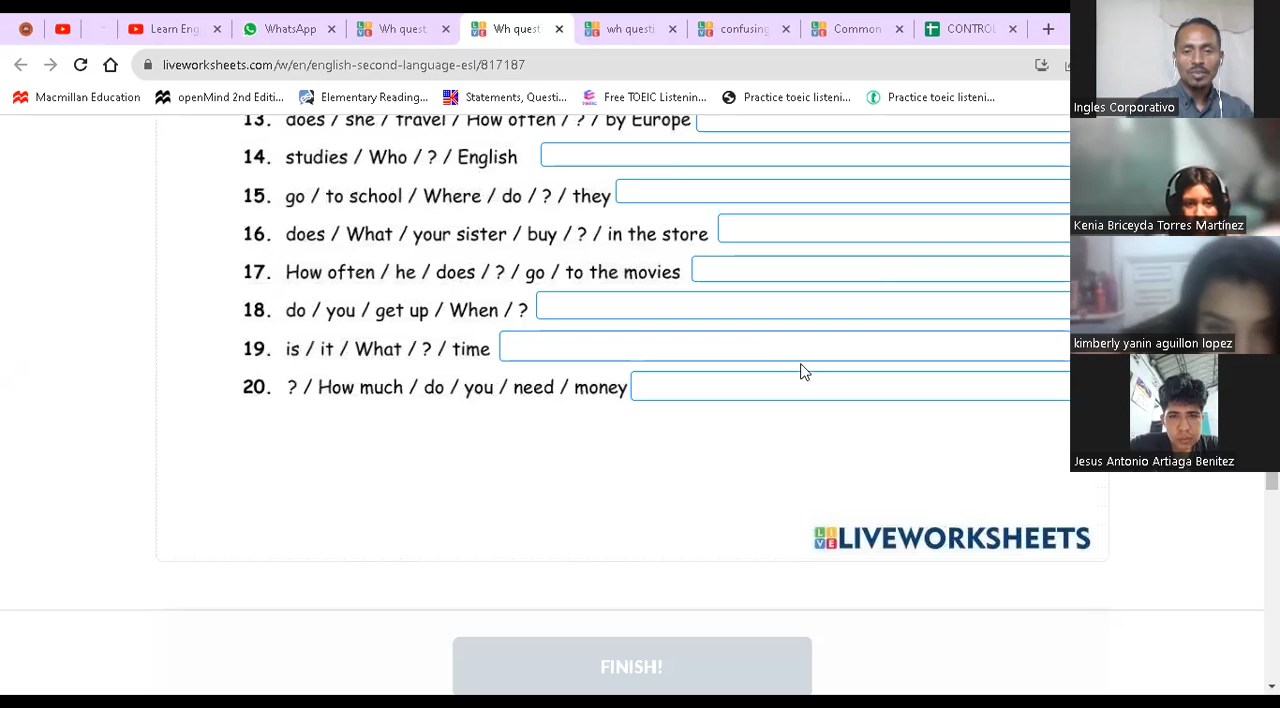 Learn Eng
WhatsApp
Wh quest
Wh quest
wh questi
confusing
Common
CONTRO
liveworksheets.com/w/en/english-second-language-esl/817187
Macmillan Education
openMind 2nd Editi...
Elementary Reading...
Statements, Questi...
Free TOEIC Listenin...
Practice toeic listeni...
Practice toeic listeni...
13. does / she / travel / How often / ? / by Europe
14. studies / Who / ? / English
15. go / to school / Where / do / ? / they
16. does / What / your sister / buy / ? / in the store
17. How often / he / does / ? / go / to the movies
18. do / you / get up / When / ?
19. is / it / What / ? / time
20. ? / How much / do / you / need / money
LIVEWORKSHEETS
FINISH!
Ingles Corporativo
Kenia Briceyda Torres Martínez
kimberly yanin aguillon lopez
Jesus Antonio Artiaga Benitez